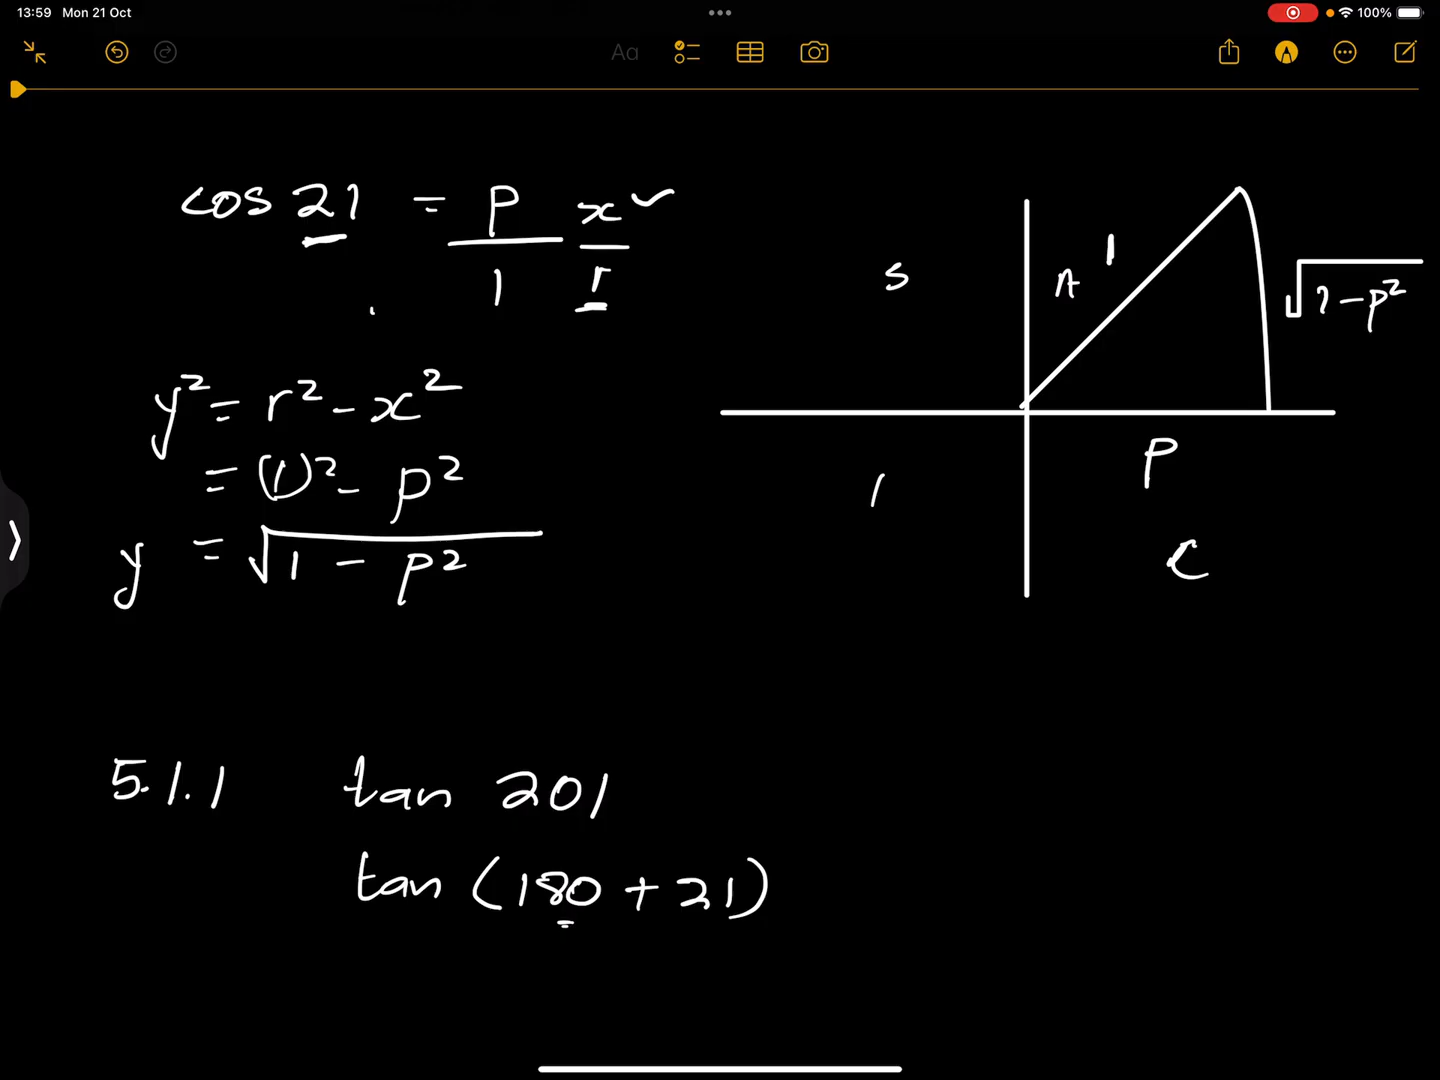 13:59 Mon 21 Oct
100%
Aa
cos 21 = p/1 x/r
y² = r² - x²
= (1)² - p²
y = √1 - p²
S
A
1
√1 - p²
p
C
5.1.1 tan 201
tan (180 + 21)